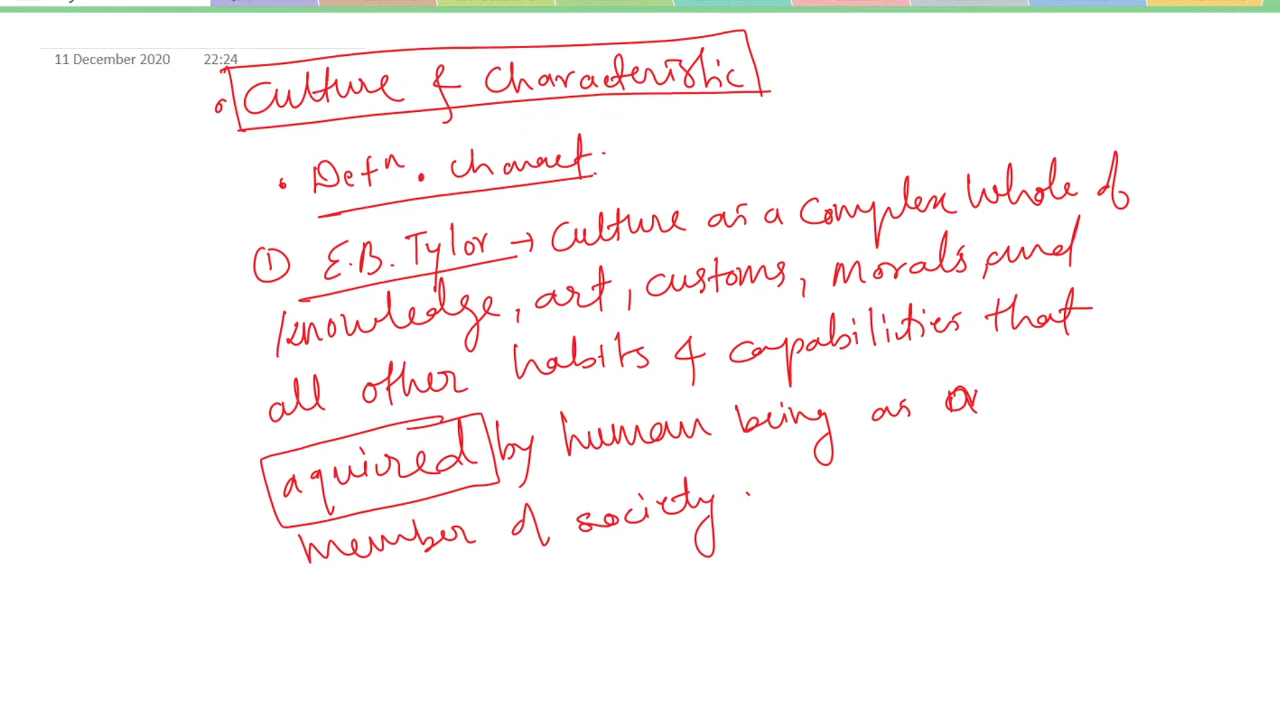 11 December 2020 22:24
Culture & Characteristic
• Defn. Charact.
① E.B. Tylor → Culture as a Complex Whole of
knowledge, art, customs, Morals and
all other habits & capabilities that
aquired by human being as a
member of society.